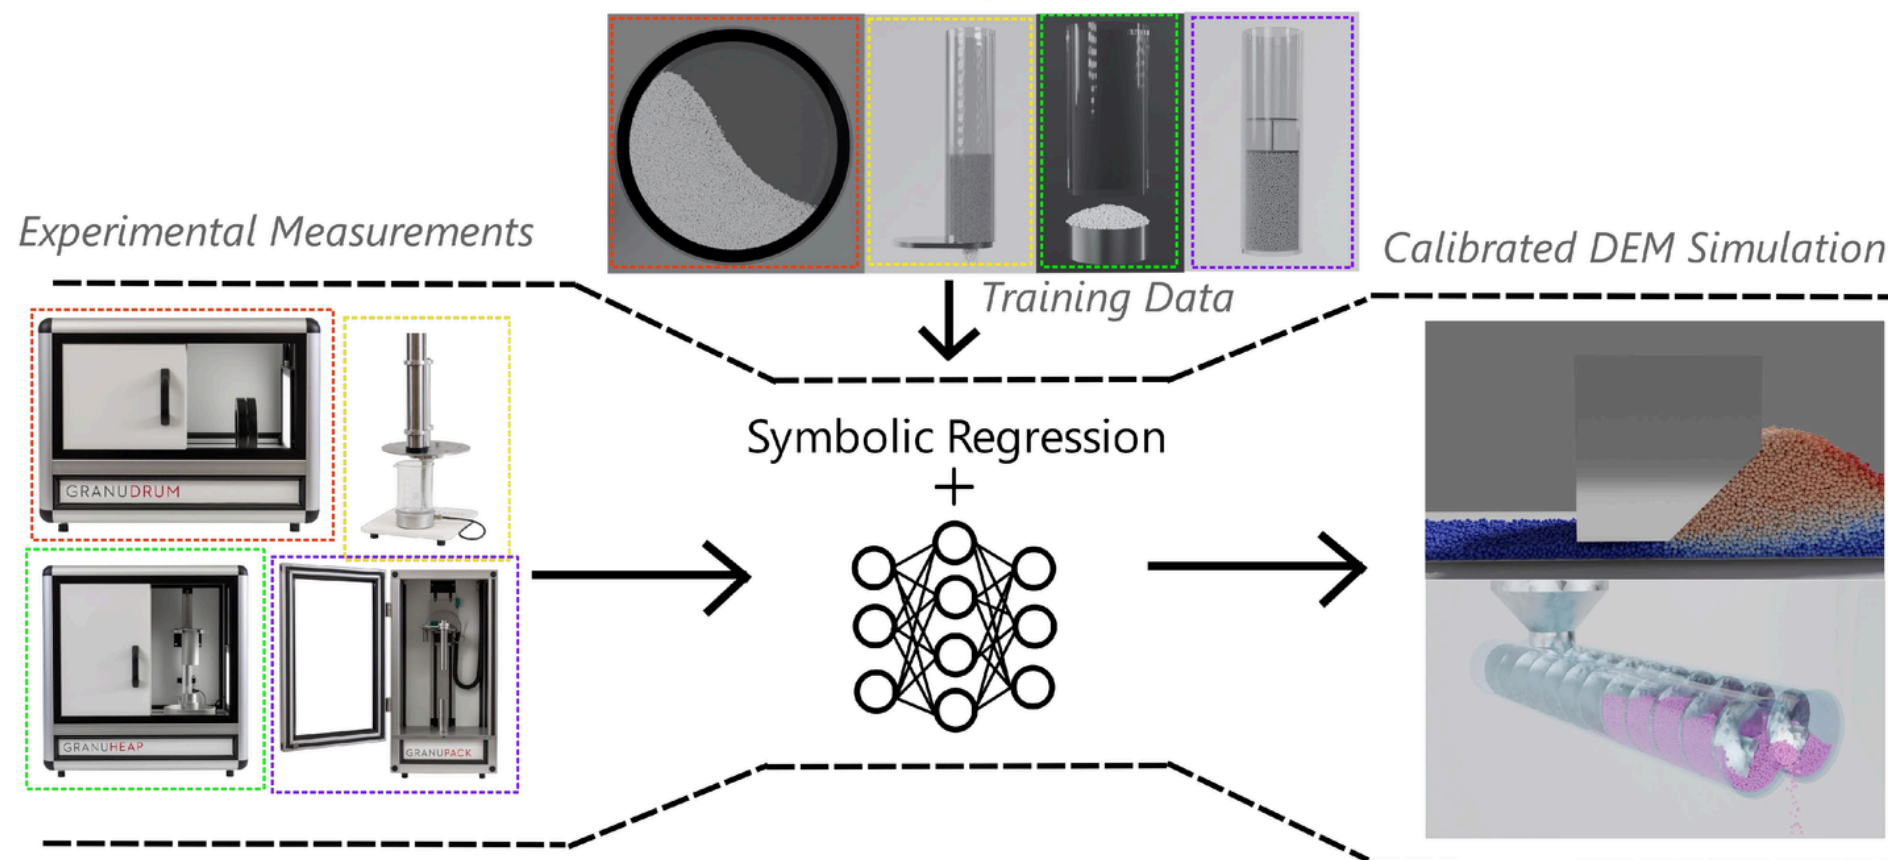 Experimental Measurements
Training Data
Calibrated DEM Simulation
Symbolic Regression
+
GRANUDRUM
GRANUHEAP
GRANUPACK